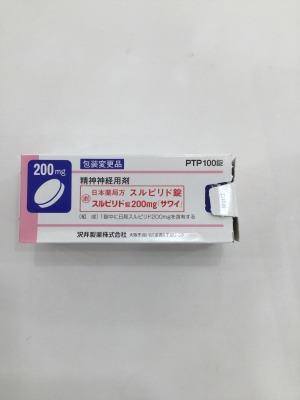 200mg
包装変更品
PTP100錠
精神神経用剤
劇 日本薬局方 スルピリド錠
スルピリド錠200mg「サワイ」
(組 成) 1錠中に日局スルピリド200mgを含有する
沢井製薬株式会社